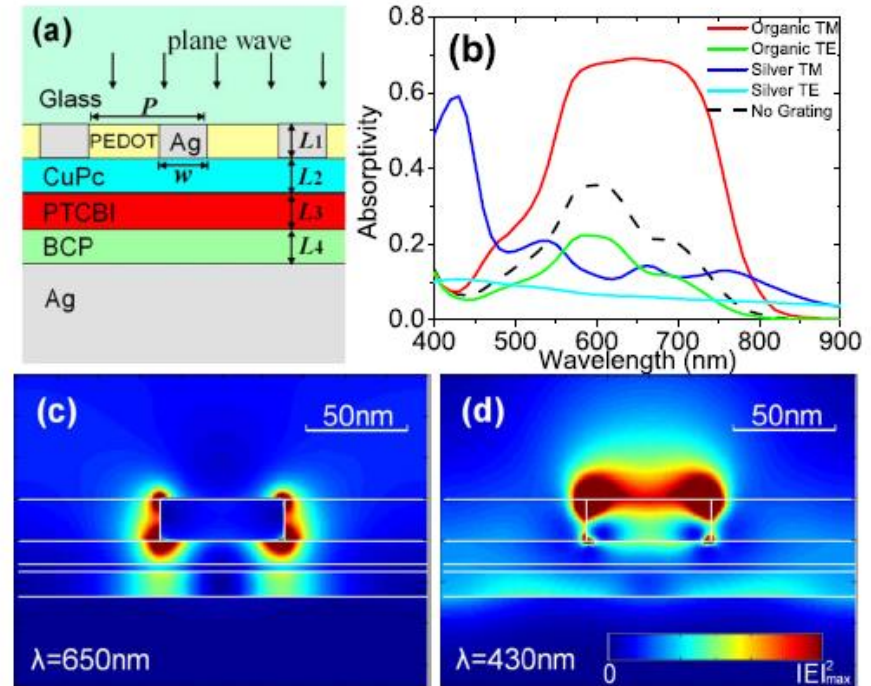 (a)
plane wave
Glass
P
PEDOT
Ag
L1
CuPc
w
L2
PTCBI
L3
BCP
L4
Ag
(b)
Organic TM
Organic TE
Silver TM
Silver TE
No Grating
Absorptivity
0.8
0.6
0.4
0.2
0.0
400 500 600 700 800 900
Wavelength (nm)
(c)
50nm
λ=650nm
(d)
50nm
λ=430nm
0
|E|²max